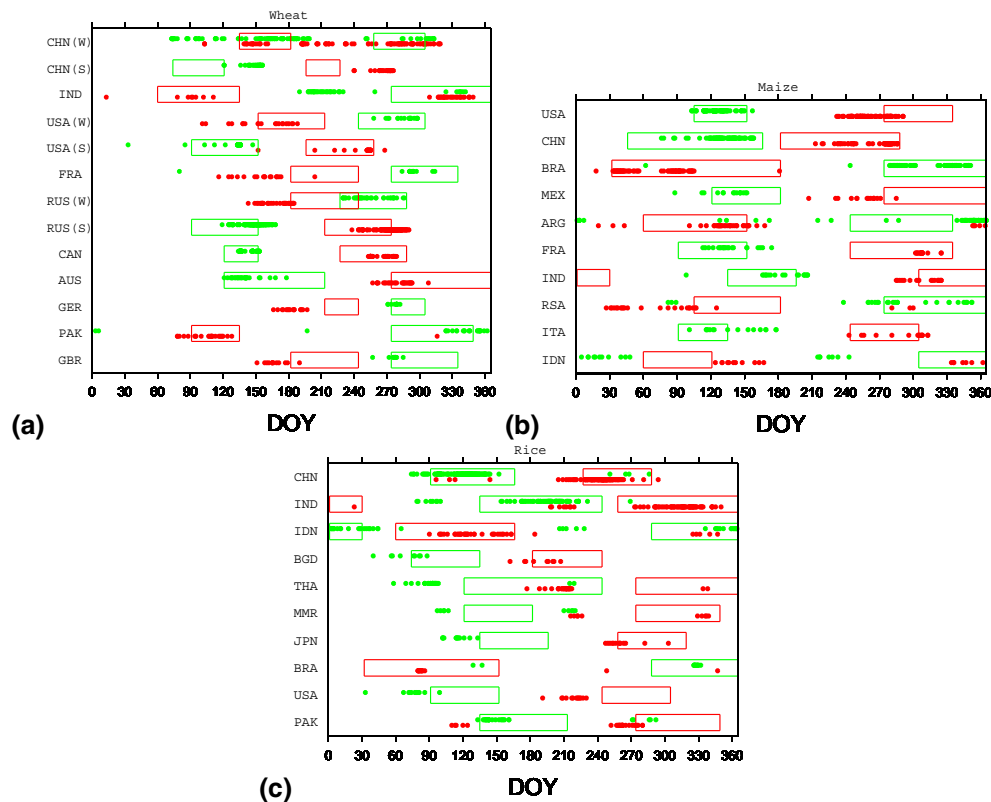 Wheat
CHN(W)
CHN(S)
IND
USA(W)
USA(S)
FRA
RUS(W)
RUS(S)
CAN
AUS
GER
PAK
GBR
0 30 60 90 120 150 180 210 240 270 300 330 360
DOY
(a)
Maize
USA
CHN
BRA
MEX
ARG
FRA
IND
RSA
ITA
IDN
0 30 60 90 120 150 180 210 240 270 300 330 360
DOY
(b)
Rice
CHN
IND
IDN
BGD
THA
MMR
JPN
BRA
USA
PAK
0 30 60 90 120 150 180 210 240 270 300 330 360
DOY
(c)